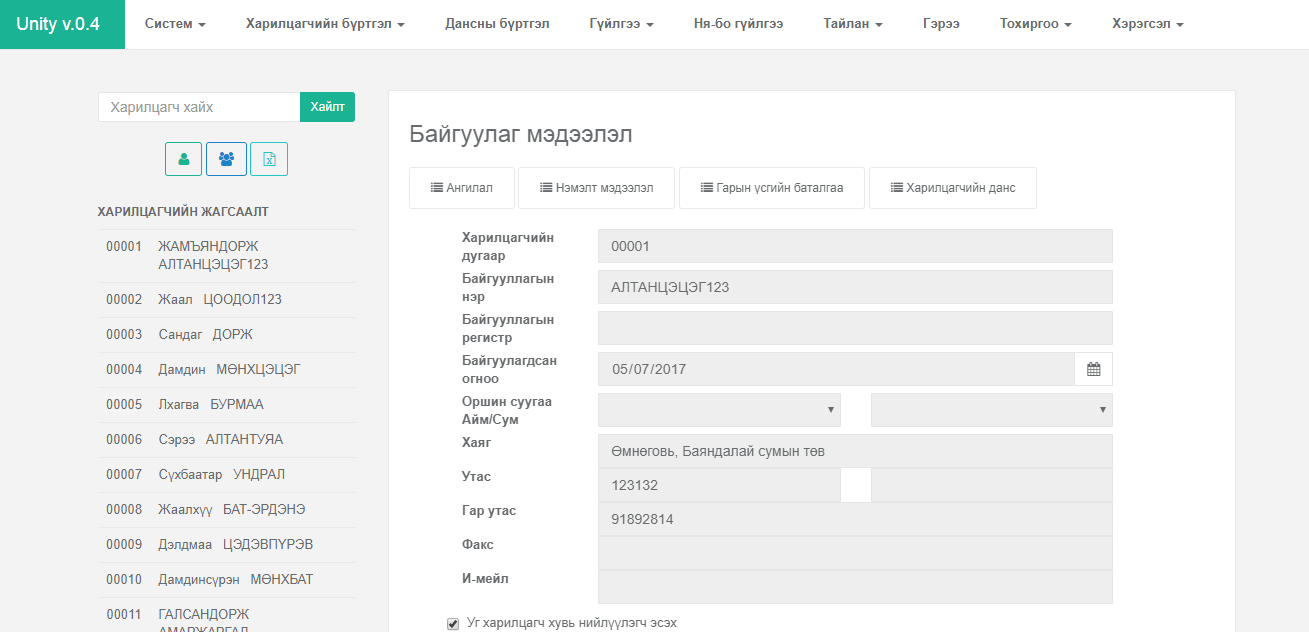 Unity v.0.4
Систем
Харилцагчийн бүртгэл
Дансны бүртгэл
Гүйлгээ
Ня-бо гүйлгээ
Тайлан
Гэрээ
Тохиргоо
Хэрэгсэл
Харилцагч хайх
Хайлт
ХАРИЛЦАГЧИЙН ЖАГСААЛТ
00001 ЖАМЪЯНДОРЖ
АЛТАНЦЭЦЭГ123
00002 Жаал ЦООДОЛ123
00003 Сандаг ДОРЖ
00004 Дамдин МӨНХЦЭЦЭГ
00005 Лхагва БУРМАА
00006 Сэрээ АЛТАНТУЯА
00007 Сүхбаатар УНДРАЛ
00008 Жаалхүү БАТ-ЭРДЭНЭ
00009 Дэлдмаа ЦЭДЭВПҮРЭВ
00010 Дамдинсүрэн МӨНХБАТ
00011 ГАЛСАНДОРЖ
АМАРЖАРГАЛ
Байгуулаг мэдээлэл
Ангилал
Нэмэлт мэдээлэл
Гарын үсгийн баталгаа
Харилцагчийн данс
Харилцагчийн
дугаар
00001
Байгууллагын
нэр
АЛТАНЦЭЦЭГ123
Байгууллагын
регистр
Байгуулагдсан
огноо
05/07/2017
Оршин суугаа
Айм/Сум
Хаяг
Өмнөговь, Баяндалай сумын төв
Утас
123132
Гар утас
91892814
Факс
И-мейл
Уг харилцагч хувь нийлүүлэгч эсэх